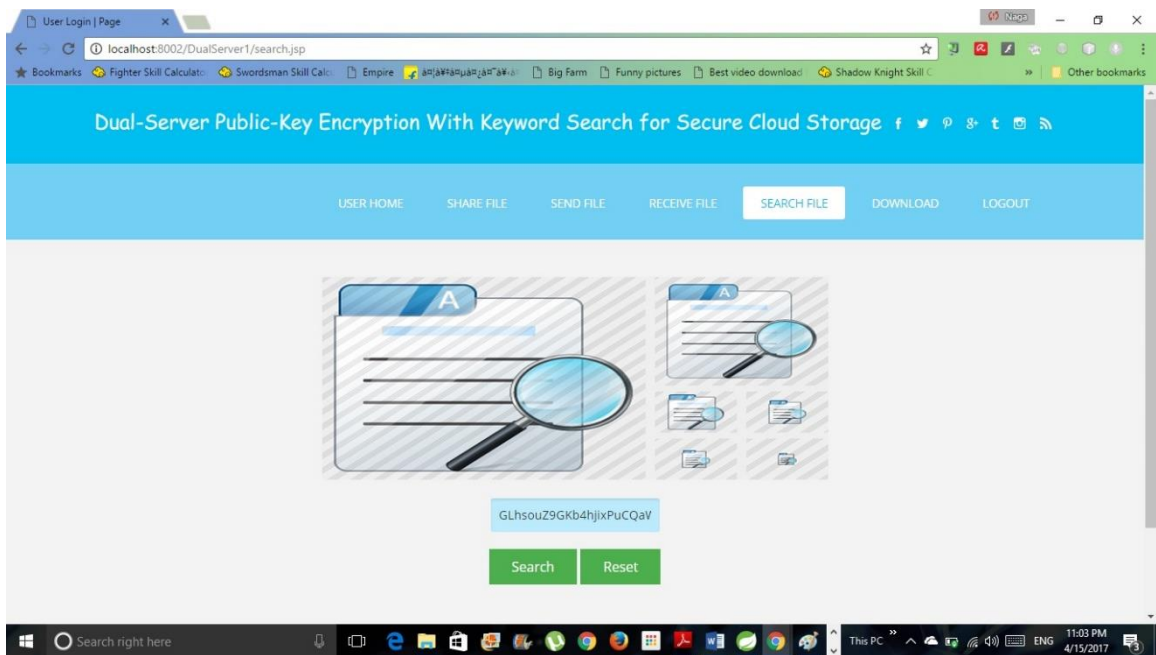 User Login | Page
Naga
localhost:8002/DualServer1/search.jsp
Bookmarks Fighter Skill Calculato Swordsman Skill Calc Empire Big Farm Funny pictures Best video download Shadow Knight Skill C » Other bookmarks
Dual-Server Public-Key Encryption With Keyword Search for Secure Cloud Storage
USER HOME SHARE FILE SEND FILE RECEIVE FILE SEARCH FILE DOWNLOAD LOGOUT
A A
GLhsouZ9GKb4hjixPuCQaV
Search Reset
Search right here This PC » ENG 11:03 PM
4/15/2017